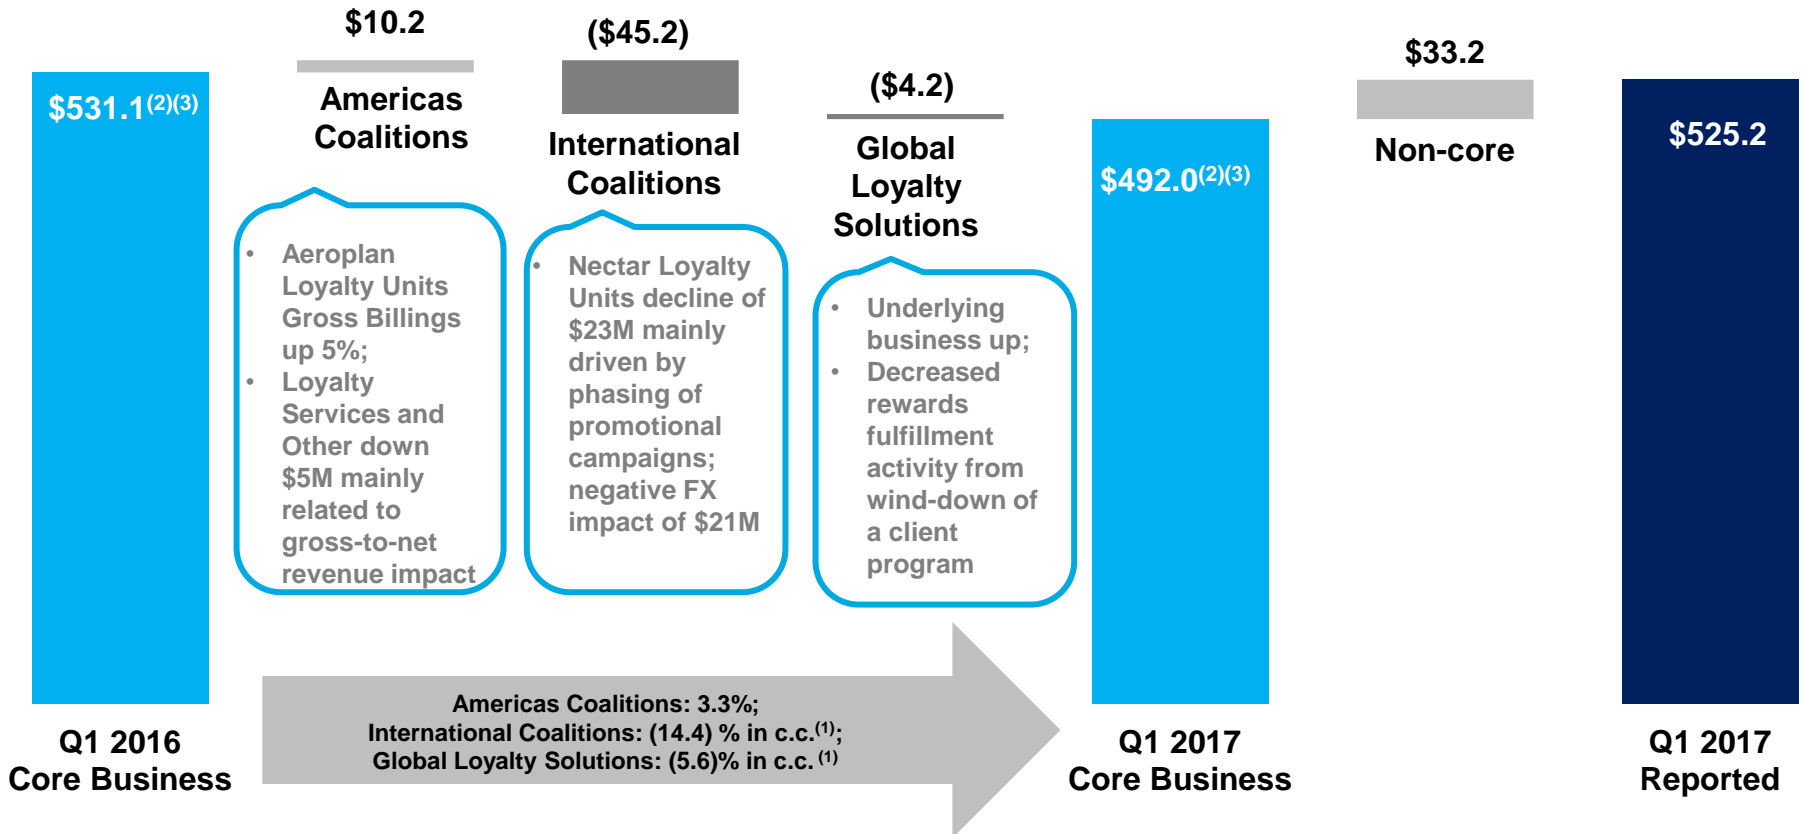 $531.1(2)(3)
Q1 2016
Core Business
$10.2
Americas
Coalitions
• Aeroplan
Loyalty Units
Gross Billings
up 5%;
• Loyalty
Services and
Other down
$5M mainly
related to
gross-to-net
revenue impact
($45.2)
International
Coalitions
• Nectar Loyalty
Units decline of
$23M mainly
driven by
phasing of
promotional
campaigns;
negative FX
impact of $21M
($4.2)
Global
Loyalty
Solutions
• Underlying
business up;
• Decreased
rewards
fulfillment
activity from
wind-down of
a client
program
Americas Coalitions: 3.3%;
International Coalitions: (14.4) % in c.c.(1);
Global Loyalty Solutions: (5.6)% in c.c. (1)
$492.0(2)(3)
Q1 2017
Core Business
$33.2
Non-core
$525.2
Q1 2017
Reported